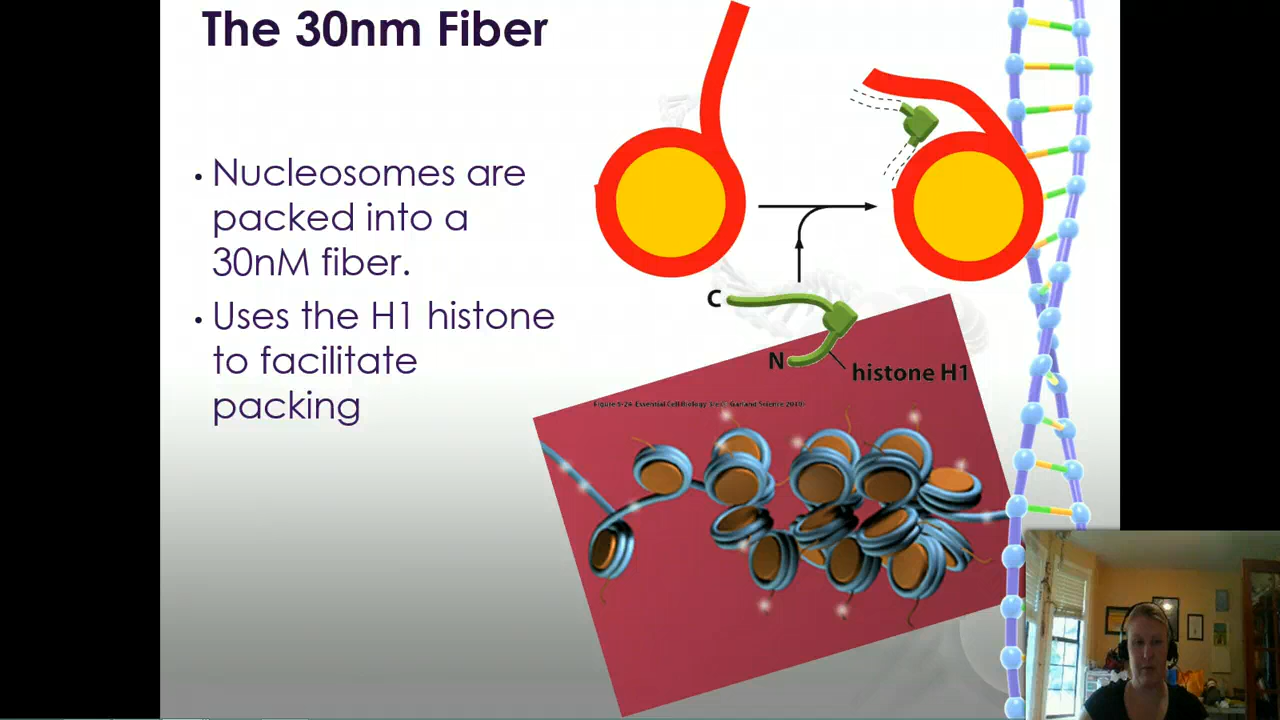 The 30nm Fiber
• Nucleosomes are
packed into a
30nM fiber.
• Uses the H1 histone
to facilitate
packing
C
N
histone H1